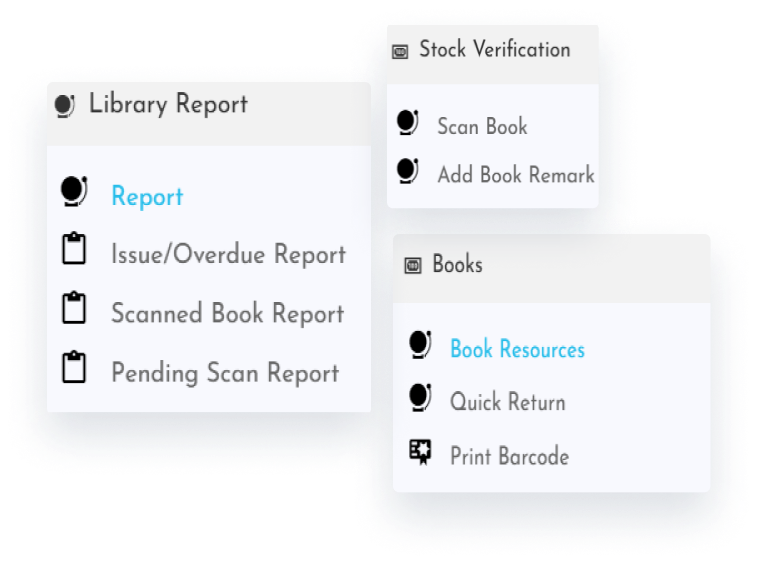 Library Report
Report
Issue/Overdue Report
Scanned Book Report
Pending Scan Report
Stock Verification
Scan Book
Add Book Remark
Books
Book Resources
Quick Return
Print Barcode